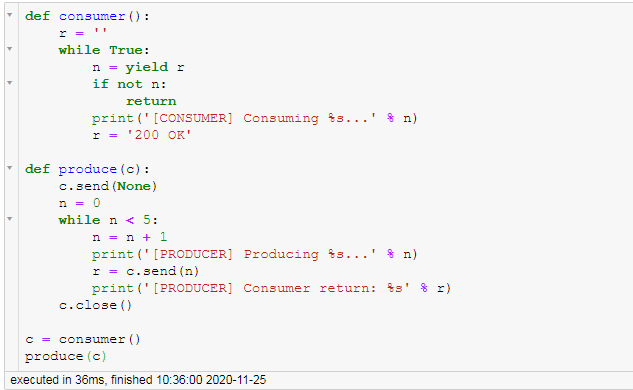 def consumer():
    r = ''
    while True:
        n = yield r
        if not n:
            return
        print('[CONSUMER] Consuming %s...' % n)
        r = '200 OK'

def produce(c):
    c.send(None)
    n = 0
    while n < 5:
        n = n + 1
        print('[PRODUCER] Producing %s...' % n)
        r = c.send(n)
        print('[PRODUCER] Consumer return: %s' % r)
    c.close()

c = consumer()
produce(c)
executed in 36ms, finished 10:36:00 2020-11-25